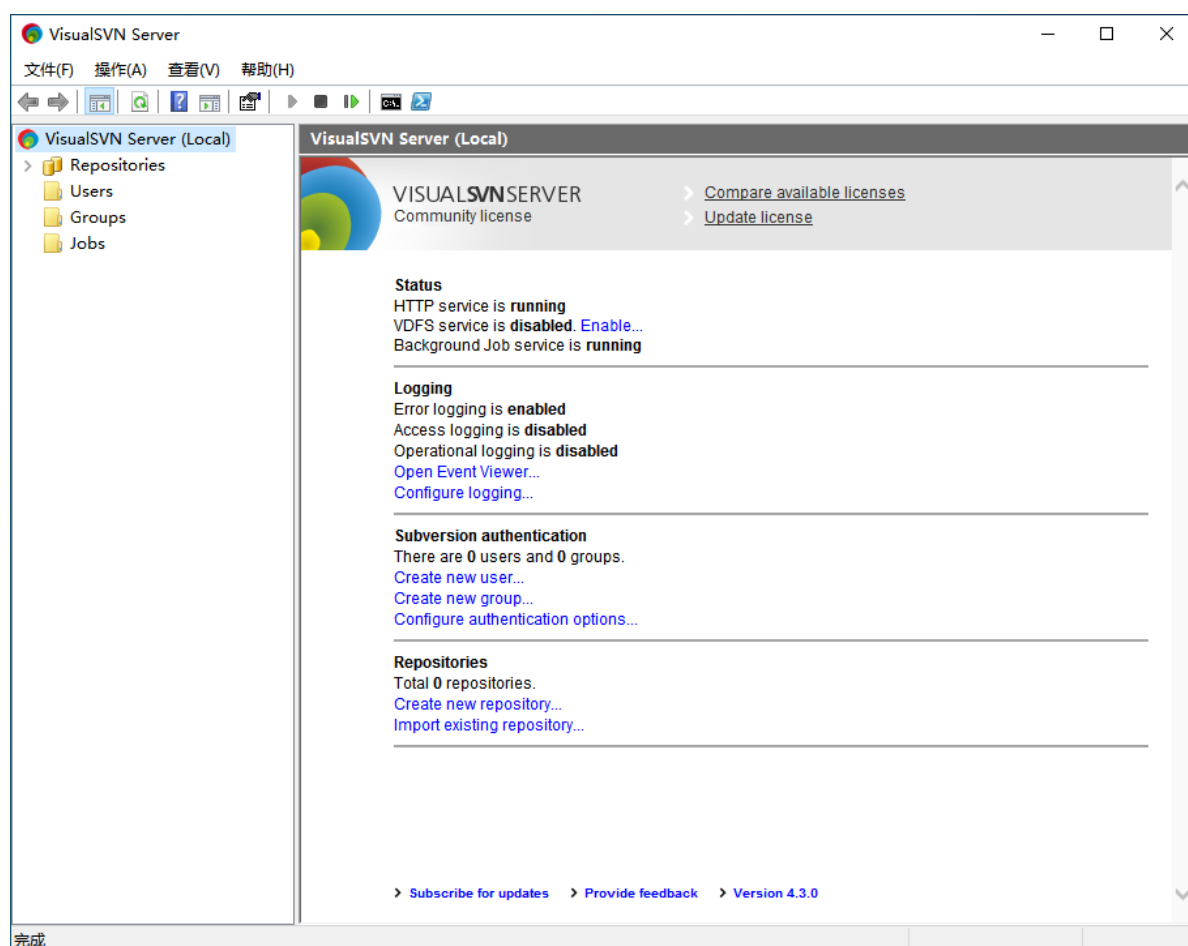 VisualSVN Server
文件(F) 操作(A) 查看(V) 帮助(H)
C:\.
VisualSVN Server (Local)
Repositories
Users
Groups
Jobs
VisualSVN Server (Local)
VISUALSVNSERVER
Community license
Compare available licenses
Update license
Status
HTTP service is running
VDFS service is disabled. Enable...
Background Job service is running
Logging
Error logging is enabled
Access logging is disabled
Operational logging is disabled
Open Event Viewer...
Configure logging...
Subversion authentication
There are 0 users and 0 groups.
Create new user...
Create new group...
Configure authentication options...
Repositories
Total 0 repositories.
Create new repository...
Import existing repository...
Subscribe for updates Provide feedback Version 4.3.0
完成